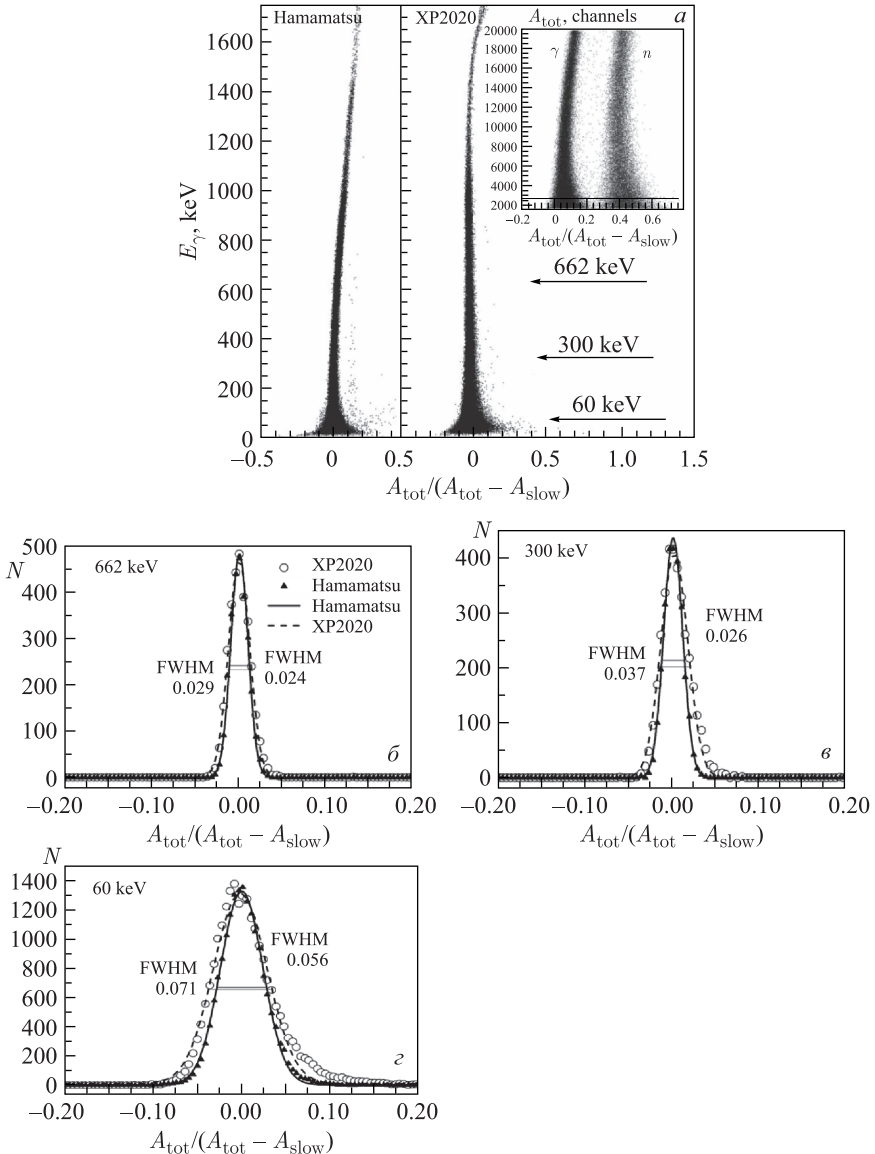 Hamamatsu
XP2020
a
A_tot, channels
γ
n
20000
18000
16000
14000
12000
10000
8000
6000
4000
2000
−0.2 0 0.2 0.4 0.6
A_tot/(A_tot − A_slow)
E_γ, keV
1600
1400
1200
1000
800
600
400
200
0
662 keV
300 keV
60 keV
−0.5 0 0.5 0 0.5 1.0 1.5
A_tot/(A_tot − A_slow)
N
500
400
300
200
100
0
662 keV
XP2020
Hamamatsu
Hamamatsu
XP2020
FWHM
0.029
FWHM
0.024
б
−0.20 −0.10 0.00 0.10 0.20
A_tot/(A_tot − A_slow)
N
400
300
200
100
0
300 keV
FWHM
0.037
FWHM
0.026
в
−0.20 −0.10 0.00 0.10 0.20
A_tot/(A_tot − A_slow)
N
1400
1200
1000
800
600
400
200
0
60 keV
FWHM
0.071
FWHM
0.056
г
−0.20 −0.10 0.00 0.10 0.20
A_tot/(A_tot − A_slow)